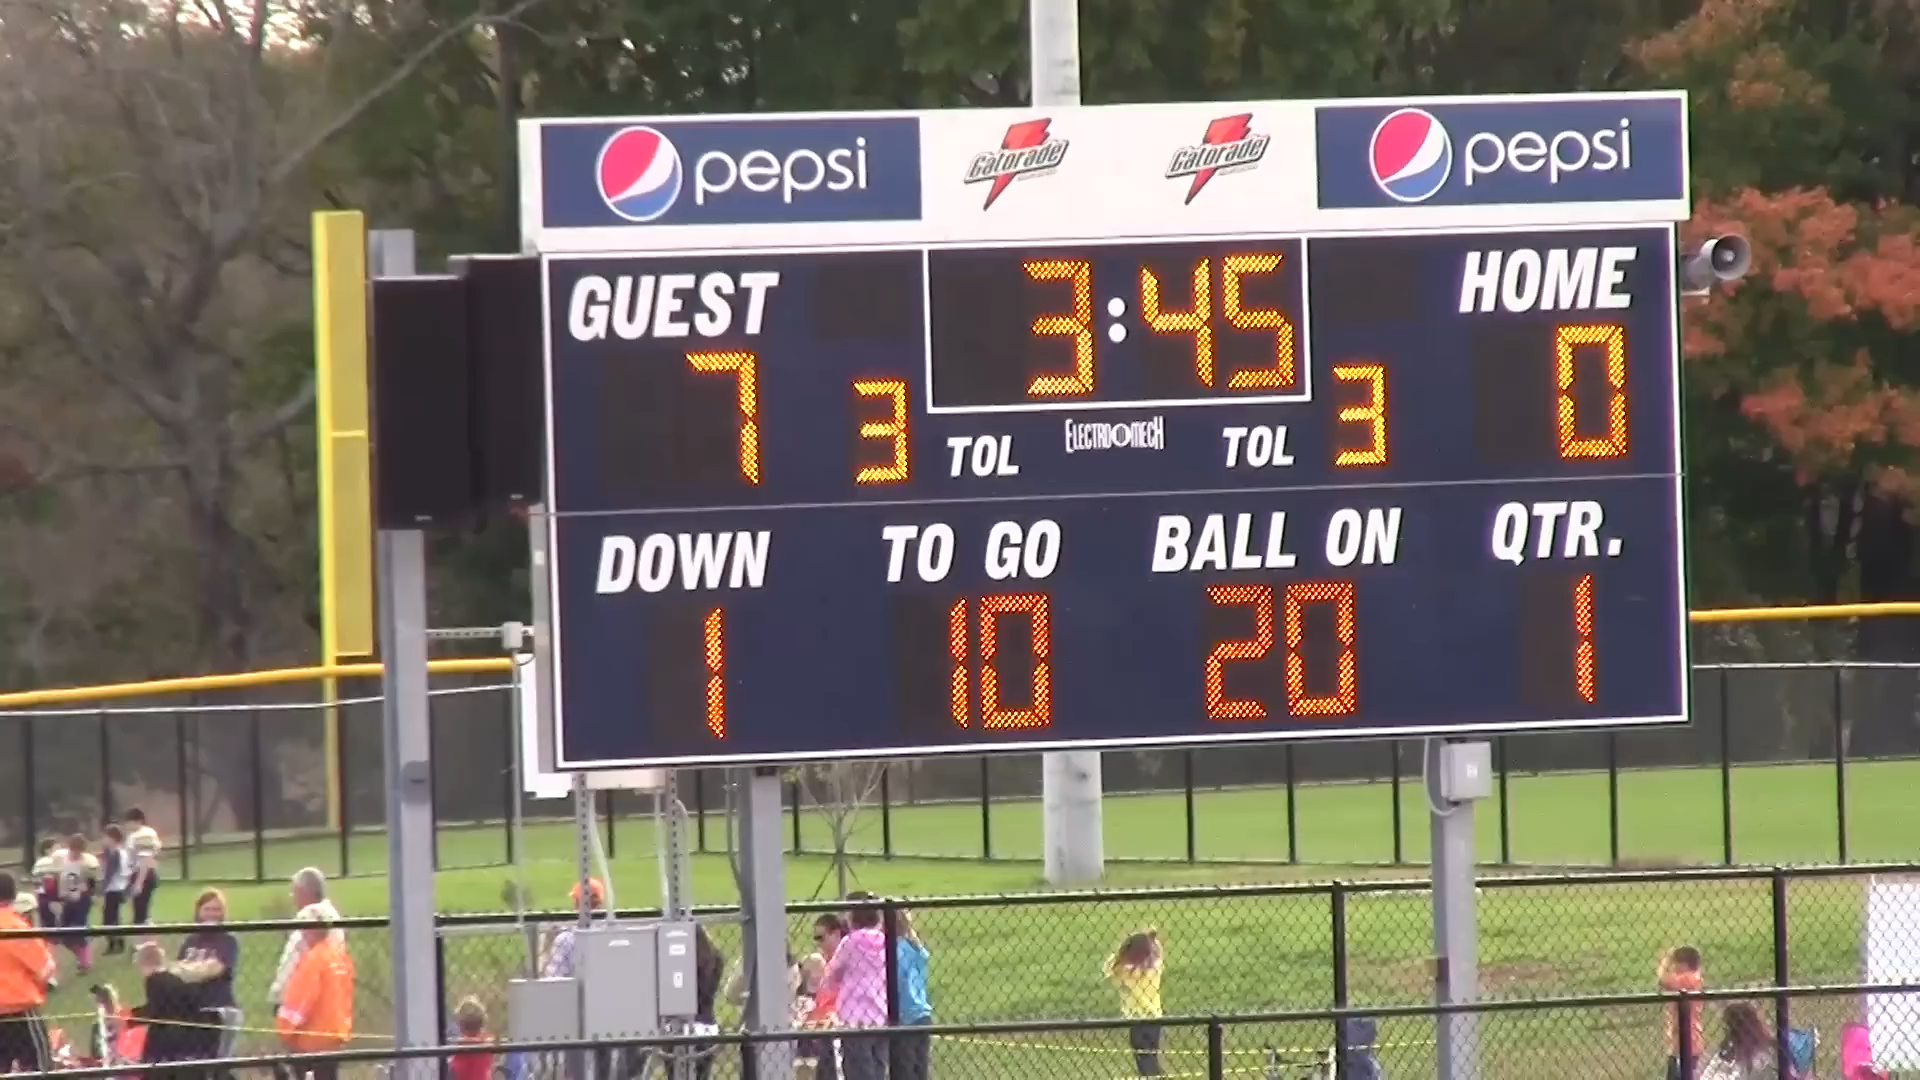 pepsi Gatorade Gatorade pepsi
GUEST 3:45 HOME
7 3 TOL ELECTRO-MECH TOL 3 0
DOWN TO GO BALL ON QTR.
1 10 20 1